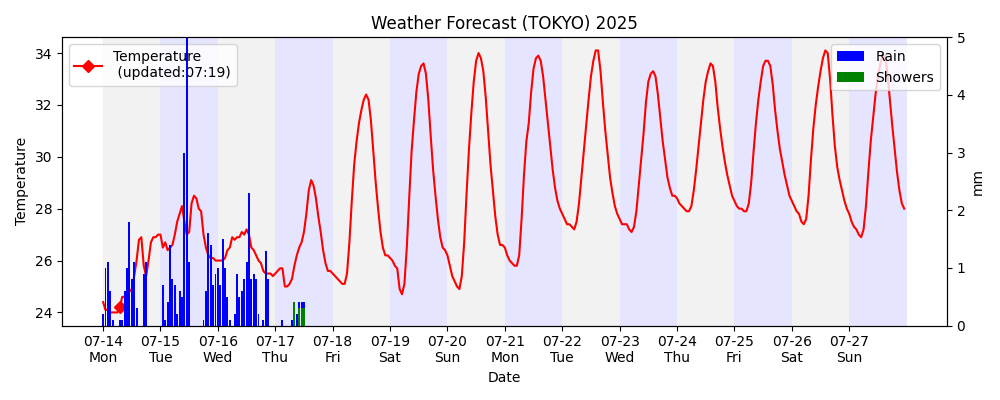 Weather Forecast (TOKYO) 2025
Temperature
(updated:07:19)
Rain
Showers
Temperature
34
32
30
28
26
24
5
4
3
2
1
0
mm
07-14 07-15 07-16 07-17 07-18 07-19 07-20 07-21 07-22 07-23 07-24 07-25 07-26 07-27
Mon Tue Wed Thu Fri Sat Sun Mon Tue Wed Thu Fri Sat Sun
Date